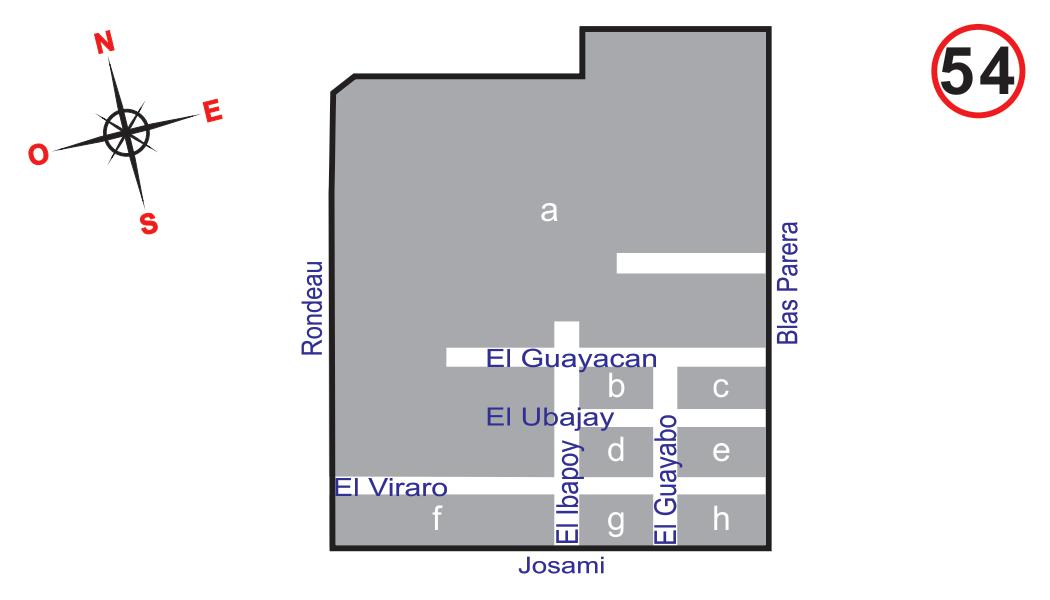 N
E
O
S
54
a
Rondeau
Blas Parera
El Guayacan
b
c
El Ubajay
d
e
El Viraro
El Ibapoy
El Guayabo
f
g
h
Josami